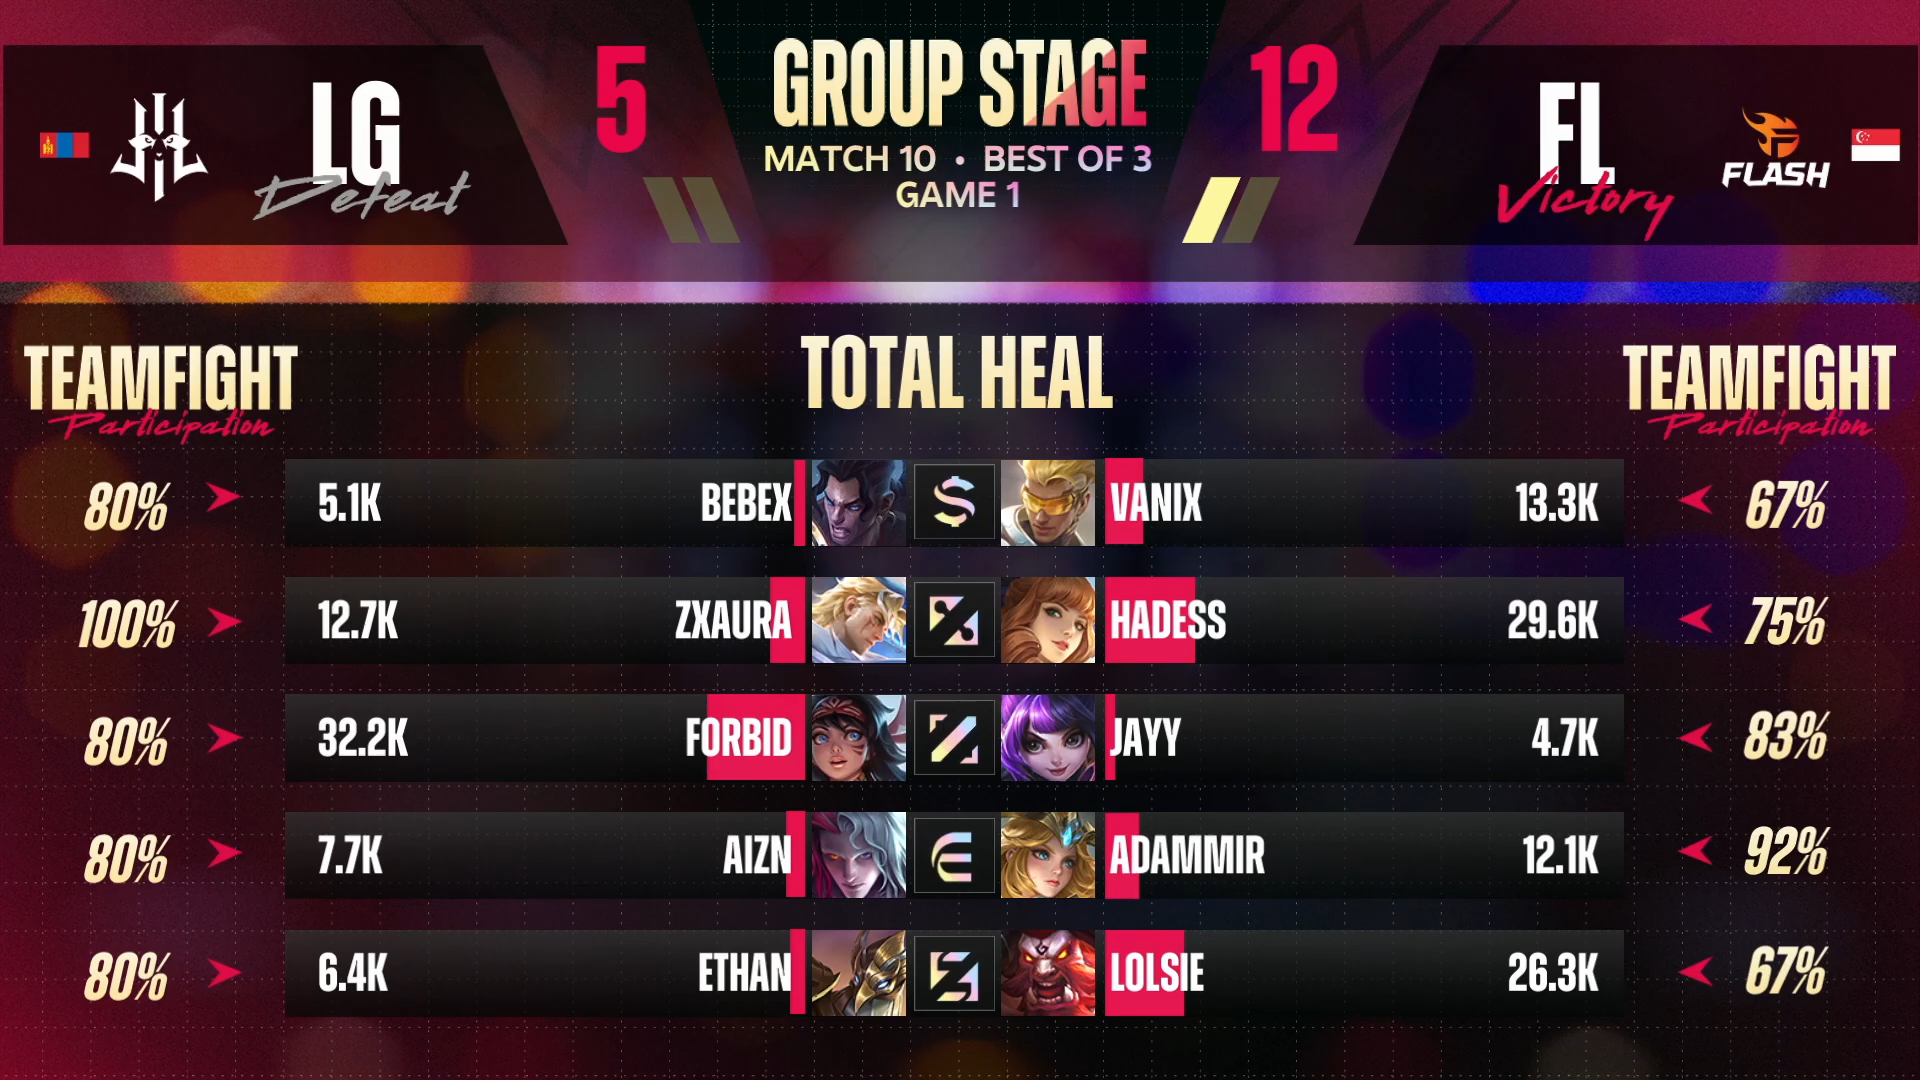 LG
Defeat
5
GROUP STAGE
MATCH 10 • BEST OF 3
GAME 1
12
FL
Victory
FLASH
TEAMFIGHT
Participation
TOTAL HEAL
TEAMFIGHT
Participation
80% 5.1K BEBEX VANIX 13.3K 67%
100% 12.7K ZXAURA HADESS 29.6K 75%
80% 32.2K FORBID JAYY 4.7K 83%
80% 7.7K AIZN ADAMMIR 12.1K 92%
80% 6.4K ETHAN LOLSIE 26.3K 67%